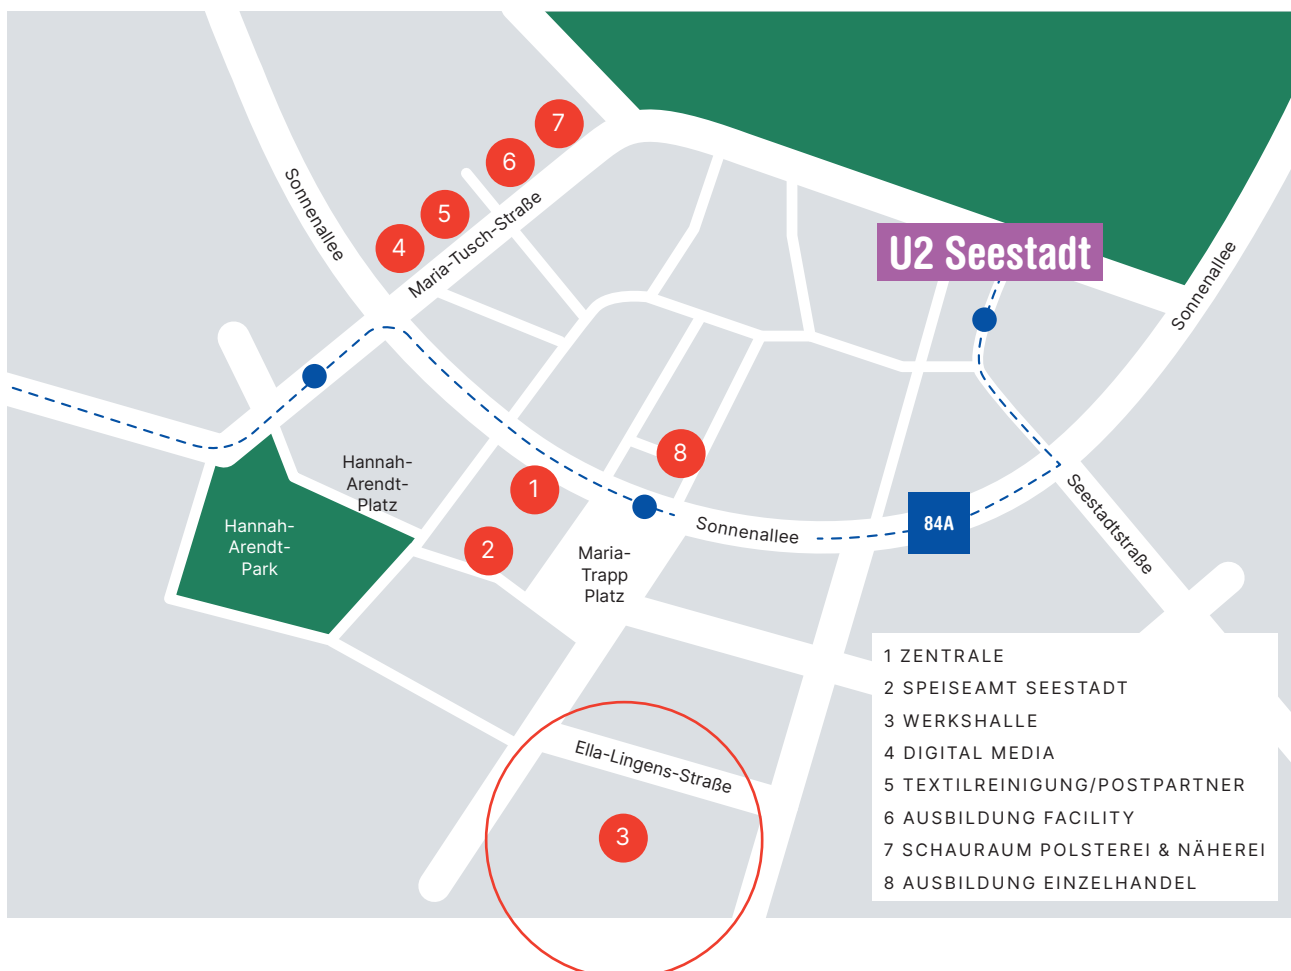 7
6
5
4
Sonnenallee
Maria-Tusch-Straße
U2 Seestadt
Sonnenallee
Hannah-
Arendt-
Platz
8
1
Hannah-
Arendt-
Park
2
Sonnenallee
84A
Seestadtstraße
Maria-
Trapp
Platz
Ella-Lingens-Straße
3
1 ZENTRALE
2 SPEISEAMT SEESTADT
3 WERKSHALLE
4 DIGITAL MEDIA
5 TEXTILREINIGUNG/POSTPARTNER
6 AUSBILDUNG FACILITY
7 SCHAURAUM POLSTEREI & NÄHEREI
8 AUSBILDUNG EINZELHANDEL